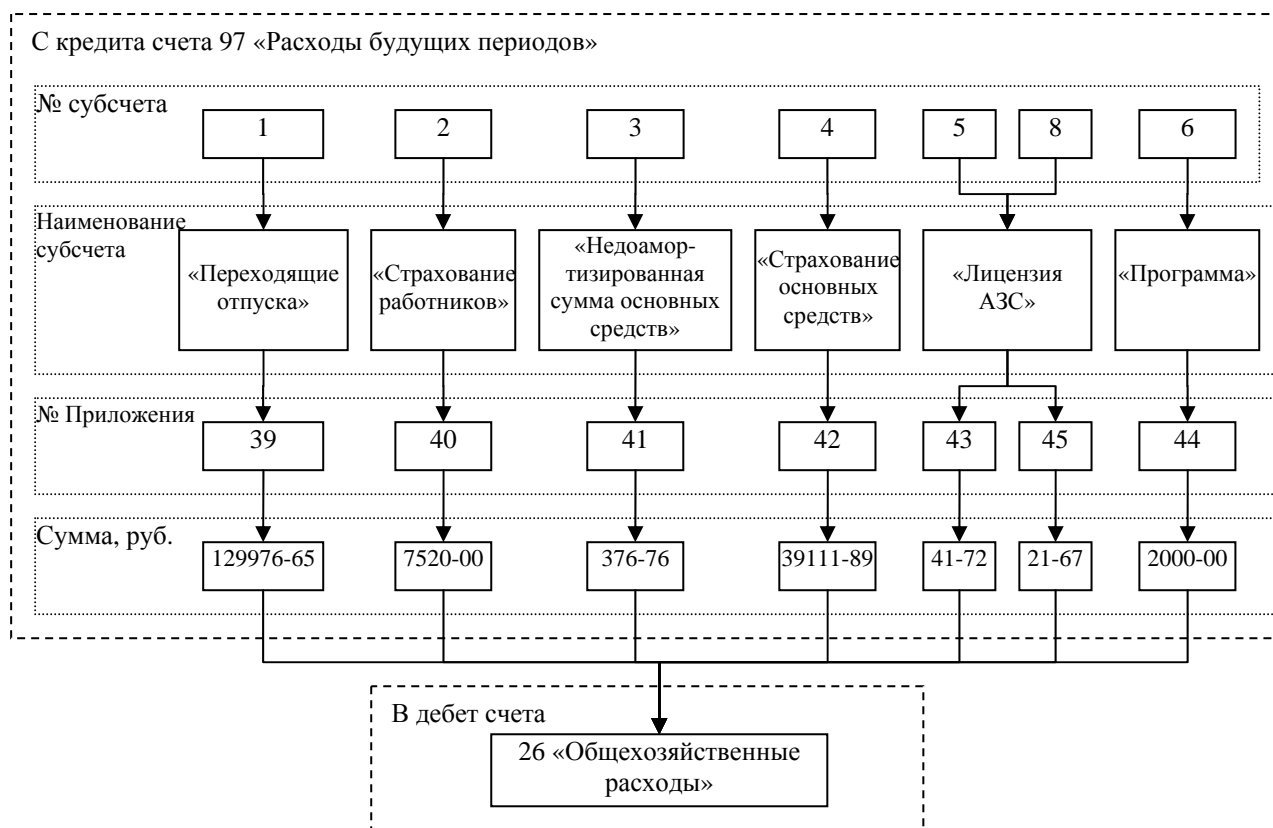 С кредита счета 97 «Расходы будущих периодов»
№ субсчета
1
2
3
4
5
8
6
Наименование
субсчета
«Переходящие
отпуска»
«Страхование
работников»
«Недоамор-
тизированная
сумма основных
средств»
«Страхование
основных
средств»
«Лицензия
АЗС»
«Программа»
№ Приложения
39
40
41
42
43
45
44
Сумма, руб.
129976-65
7520-00
376-76
39111-89
41-72
21-67
2000-00
В дебет счета
26 «Общехозяйственные
расходы»